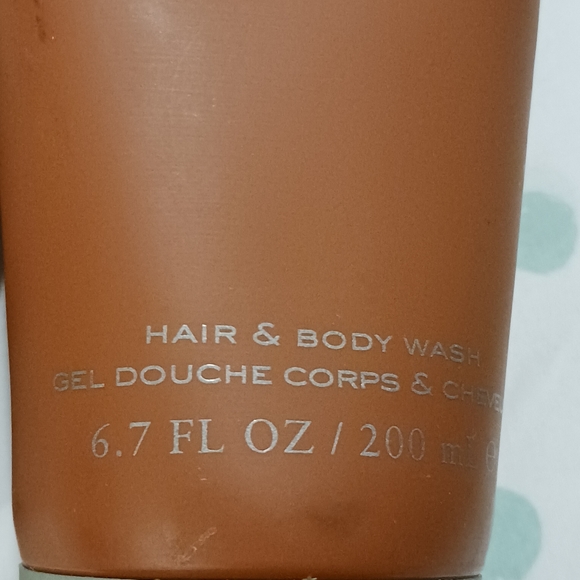 HAIR & BODY WASH
GEL DOUCHE CORPS &
6.7 FL OZ / 200 ml e